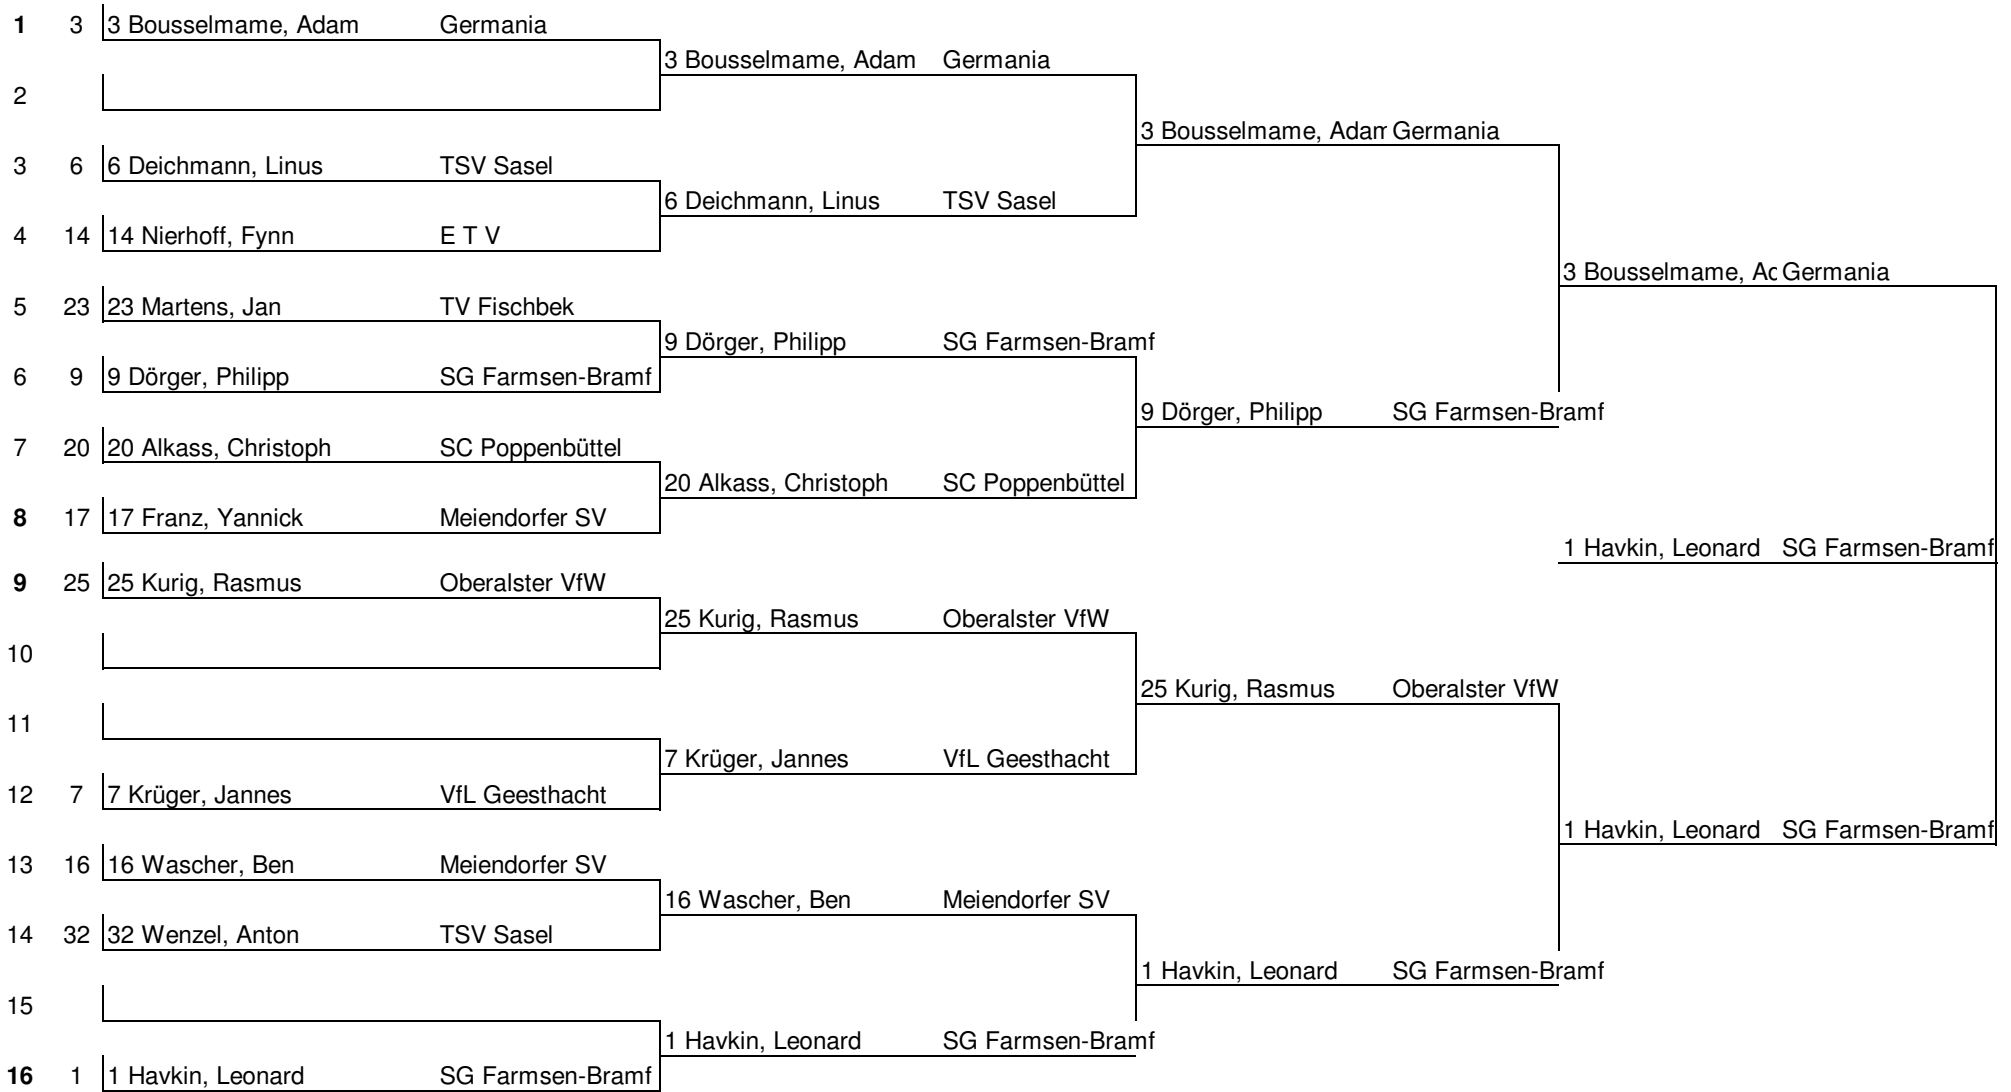 1 3 3 Bousselmame, Adam Germania
3 Bousselmame, Adam Germania
2
3 Bousselmame, Adam Germania
3 6 6 Deichmann, Linus TSV Sasel
6 Deichmann, Linus TSV Sasel
4 14 14 Nierhoff, Fynn E T V
3 Bousselmame, Ac Germania
5 23 23 Martens, Jan TV Fischbek
9 Dörger, Philipp SG Farmsen-Bramf
6 9 9 Dörger, Philipp SG Farmsen-Bramf
9 Dörger, Philipp SG Farmsen-Bramf
7 20 20 Alkass, Christoph SC Poppenbüttel
20 Alkass, Christoph SC Poppenbüttel
8 17 17 Franz, Yannick Meiendorfer SV
1 Havkin, Leonard SG Farmsen-Bramf
9 25 25 Kurig, Rasmus Oberalster VfW
25 Kurig, Rasmus Oberalster VfW
10
25 Kurig, Rasmus Oberalster VfW
11
7 Krüger, Jannes VfL Geesthacht
12 7 7 Krüger, Jannes VfL Geesthacht
1 Havkin, Leonard SG Farmsen-Bramf
13 16 16 Wascher, Ben Meiendorfer SV
16 Wascher, Ben Meiendorfer SV
14 32 32 Wenzel, Anton TSV Sasel
1 Havkin, Leonard SG Farmsen-Bramf
15
1 Havkin, Leonard SG Farmsen-Bramf
16 1 1 Havkin, Leonard SG Farmsen-Bramf